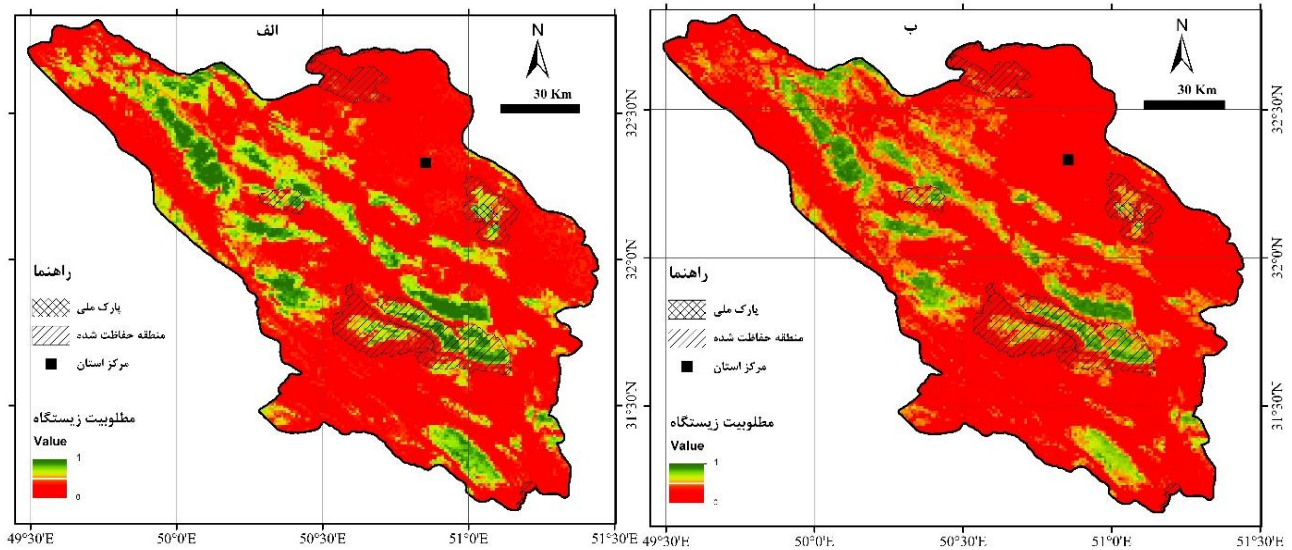 الف
N
30 Km
32°30'N
32°0'N
31°30'N
راهنما
پارک ملی
منطقه حفاظت شده
مرکز استان
مطلوبیت زیستگاه
Value
1
0
49°30'E
50°0'E
50°30'E
51°0'E
51°30'E
ب
N
30 Km
32°30'N
32°0'N
31°30'N
راهنما
پارک ملی
منطقه حفاظت شده
مرکز استان
مطلوبیت زیستگاه
Value
1
0
49°30'E
50°0'E
50°30'E
51°0'E
51°30'E